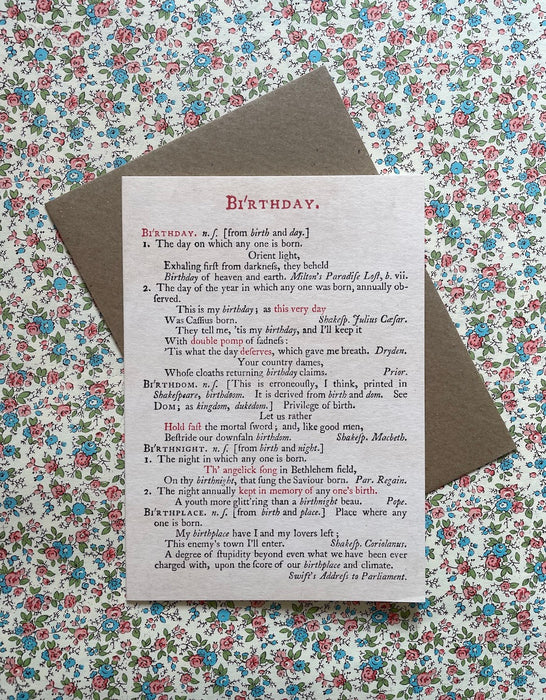 BI'RTHDAY.
BI'RTHDAY. n. ſ. [from birth and day.]
1. The day on which any one is born.
Orient light,
Exhaling firſt from darkneſs, they beheld
Birthday of heaven and earth. Milton's Paradiſe Loſt, b. vii.
2. The day of the year in which any one was born, annually ob-
ſerved.
This is my birthday; as this very day
Was Caſſius born. Shakeſp. Julius Cæſar.
They tell me, 'tis my birthday, and I'll keep it
With double pomp of ſadneſs:
'Tis what the day deſerves, which gave me breath. Dryden.
Your country dames,
Whoſe cloaths returning birthday claims. Prior.
BI'RTHDOM. n. ſ. [This is erroneouſly, I think, printed in
Shakeſpeare, birthdoom. It is derived from birth and dom. See
DOM; as kingdom, dukedom.] Privilege of birth.
Let us rather
Hold faſt the mortal ſword; and, like good men,
Beſtride our downfaln birthdom. Shakeſp. Macbeth.
BI'RTHNIGHT. n. ſ. [from birth and night.]
1. The night in which any one is born.
Th' angelick ſong in Bethlehem field,
On thy birthnight, that ſung the Saviour born. Par. Regain.
2. The night annually kept in memory of any one's birth.
A youth more glitt'ring than a birthnight beau. Pope.
BI'RTHPLACE. n. ſ. [from birth and place.] Place where any
one is born.
My birthplace have I and my lovers left;
This enemy's town I'll enter. Shakeſp. Coriolanus.
A degree of ſtupidity beyond even what we have been ever
charged with, upon the ſcore of our birthplace and climate.
Swift's Addreſs to Parliament.